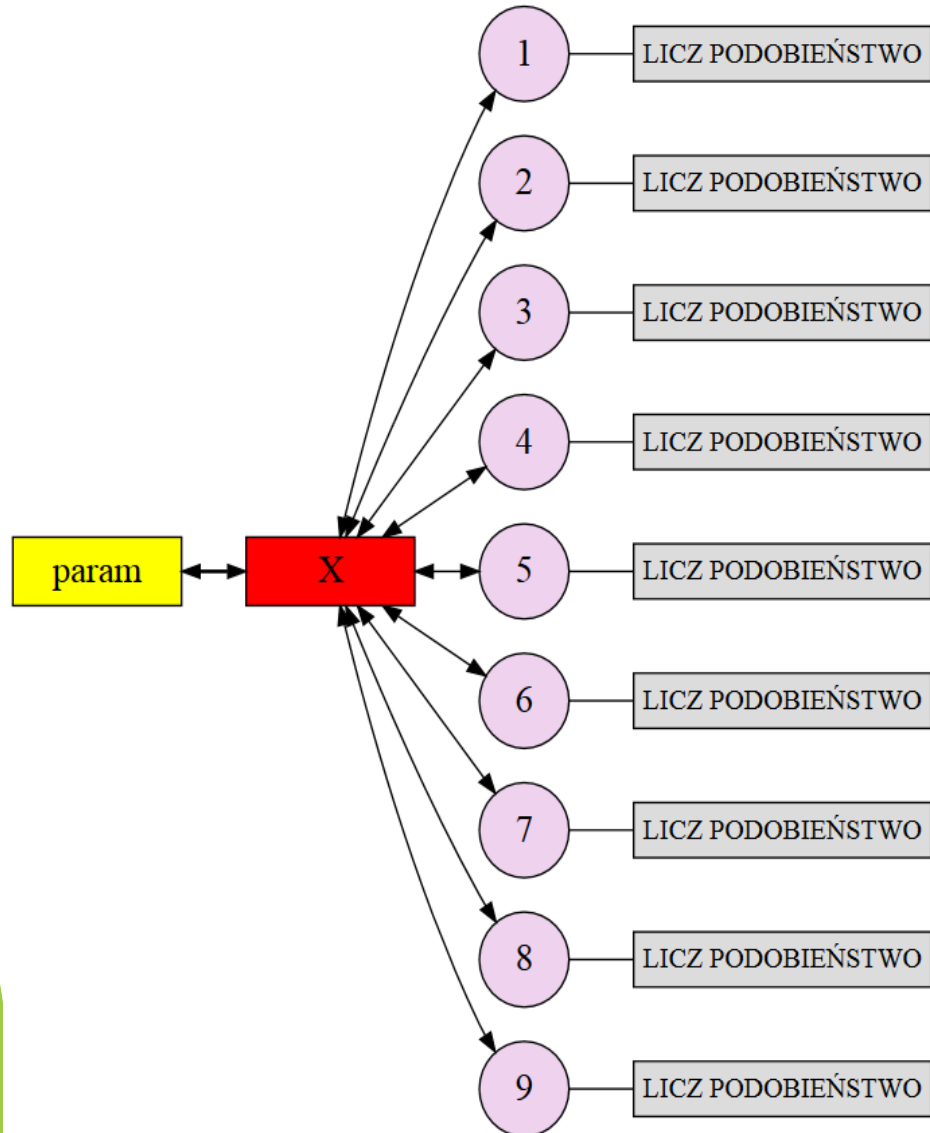 1 LICZ PODOBIEŃSTWO
2 LICZ PODOBIEŃSTWO
3 LICZ PODOBIEŃSTWO
4 LICZ PODOBIEŃSTWO
param X 5 LICZ PODOBIEŃSTWO
6 LICZ PODOBIEŃSTWO
7 LICZ PODOBIEŃSTWO
8 LICZ PODOBIEŃSTWO
9 LICZ PODOBIEŃSTWO